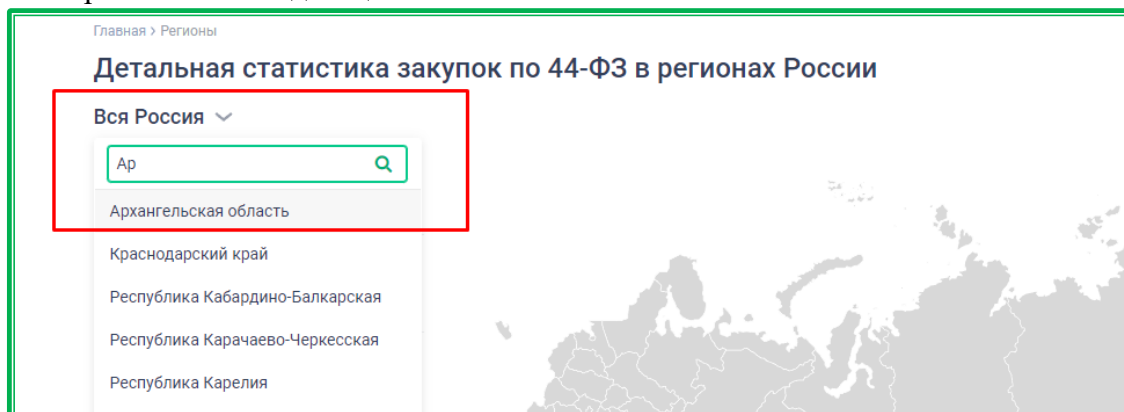 Главная > Регионы
Детальная статистика закупок по 44-ФЗ в регионах России
Вся Россия
Ар
Архангельская область
Краснодарский край
Республика Кабардино-Балкарская
Республика Карачаево-Черкесская
Республика Карелия